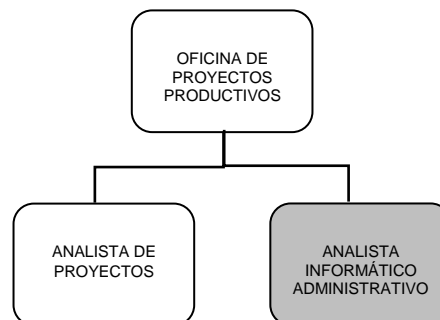 OFICINA DE
PROYECTOS
PRODUCTIVOS
ANALISTA DE
PROYECTOS
ANALISTA
INFORMÁTICO
ADMINISTRATIVO